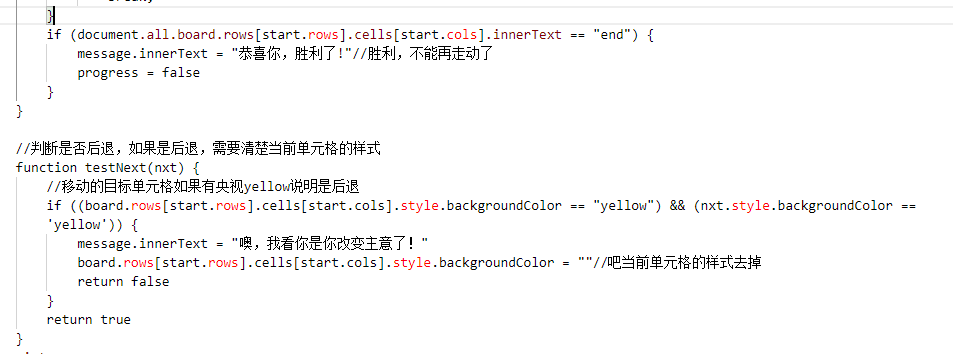 }
if (document.all.board.rows[start.rows].cells[start.cols].innerText == "end") {
message.innerText = "恭喜你，胜利了!"//胜利，不能再走动了
progress = false
}
}
//判断是否后退，如果是后退，需要清楚当前单元格的样式
function testNext(nxt) {
//移动的目标单元格如果有央视yellow说明是后退
if ((board.rows[start.rows].cells[start.cols].style.backgroundColor == "yellow") && (nxt.style.backgroundColor ==
'yellow')) {
message.innerText = "噢，我看你是你改变主意了！"
board.rows[start.rows].cells[start.cols].style.backgroundColor = ""//吧当前单元格的样式去掉
return false
}
return true
}